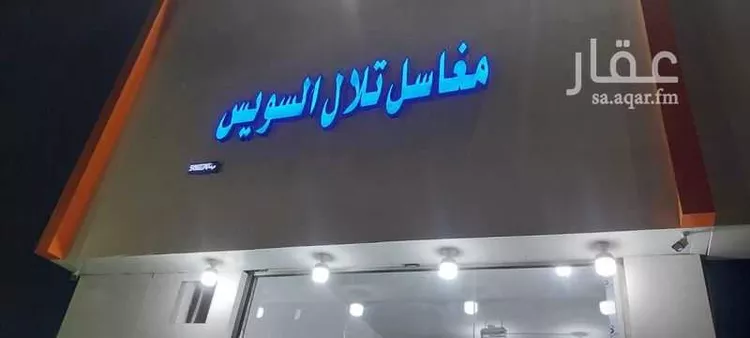 مغاسل تلال السويس
عقار
sa.aqar.fm